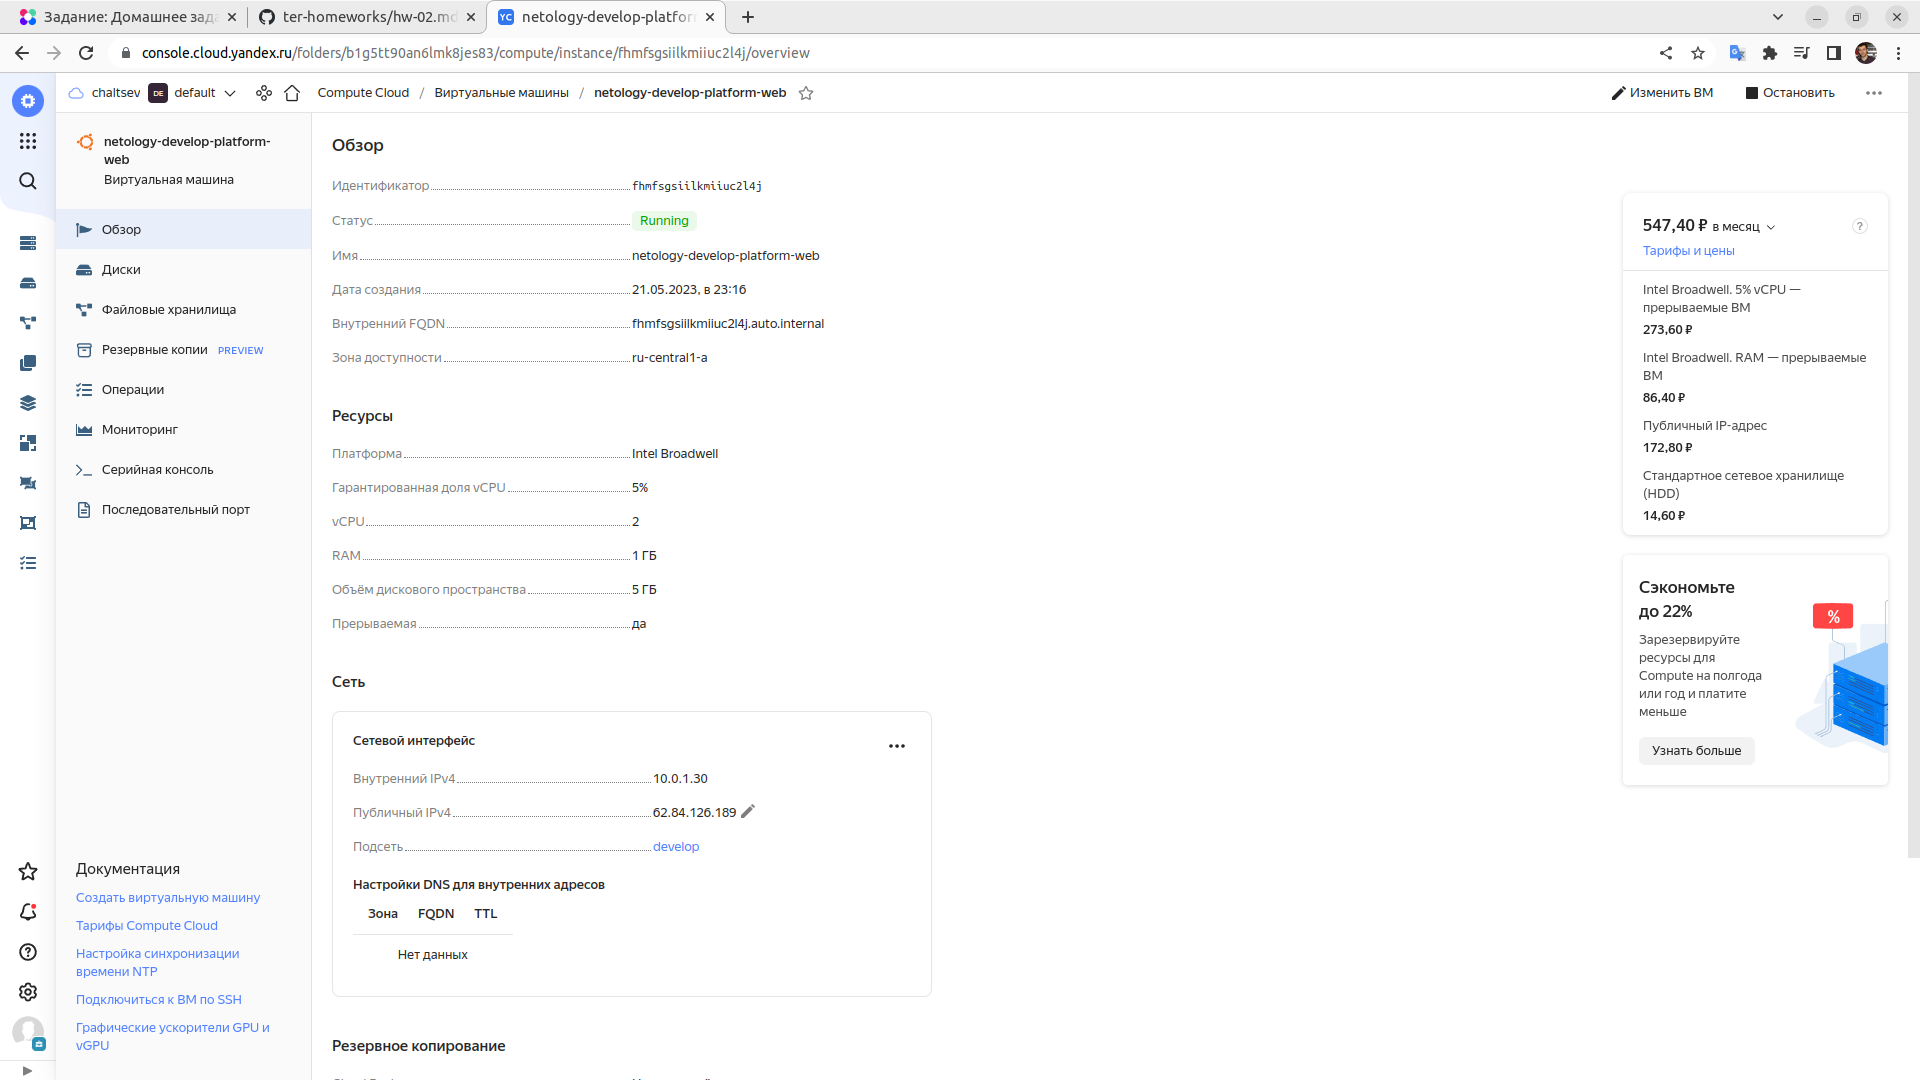 Задание: Домашнее зада
ter-homeworks/hw-02.md
YC
netology-develop-platfor
console.cloud.yandex.ru/folders/b1g5tt90an6lmk8jes83/compute/instance/fhmfsgsiilkmiiuc2l4j/overview
chaltsev
DE
default
Compute Cloud / Виртуальные машины / netology-develop-platform-web
Изменить ВМ
Остановить
netology-develop-platform-
web
Виртуальная машина
Обзор
Диски
Файловые хранилища
Резервные копии PREVIEW
Операции
Мониторинг
Серийная консоль
Последовательный порт
Документация
Создать виртуальную машину
Тарифы Compute Cloud
Настройка синхронизации
времени NTP
Подключиться к ВМ по SSH
Графические ускорители GPU и
vGPU
Обзор
Идентификатор fhmfsgsiilkmiiuc2l4j
Статус Running
Имя netology-develop-platform-web
Дата создания 21.05.2023, в 23:16
Внутренний FQDN fhmfsgsiilkmiiuc2l4j.auto.internal
Зона доступности ru-central1-a
Ресурсы
Платформа Intel Broadwell
Гарантированная доля vCPU 5%
vCPU 2
RAM 1 ГБ
Объём дискового пространства 5 ГБ
Прерываемая да
Сеть
Сетевой интерфейс
Внутренний IPv4 10.0.1.30
Публичный IPv4 62.84.126.189
Подсеть develop
Настройки DNS для внутренних адресов
Зона FQDN TTL
Нет данных
Резервное копирование
547,40 ₽ в месяц
?
Тарифы и цены
Intel Broadwell. 5% vCPU —
прерываемые ВМ
273,60 ₽
Intel Broadwell. RAM — прерываемые
ВМ
86,40 ₽
Публичный IP-адрес
172,80 ₽
Стандартное сетевое хранилище
(HDD)
14,60 ₽
Сэкономьте
до 22%
%
Зарезервируйте
ресурсы для
Compute на полгода
или год и платите
меньше
Узнать больше